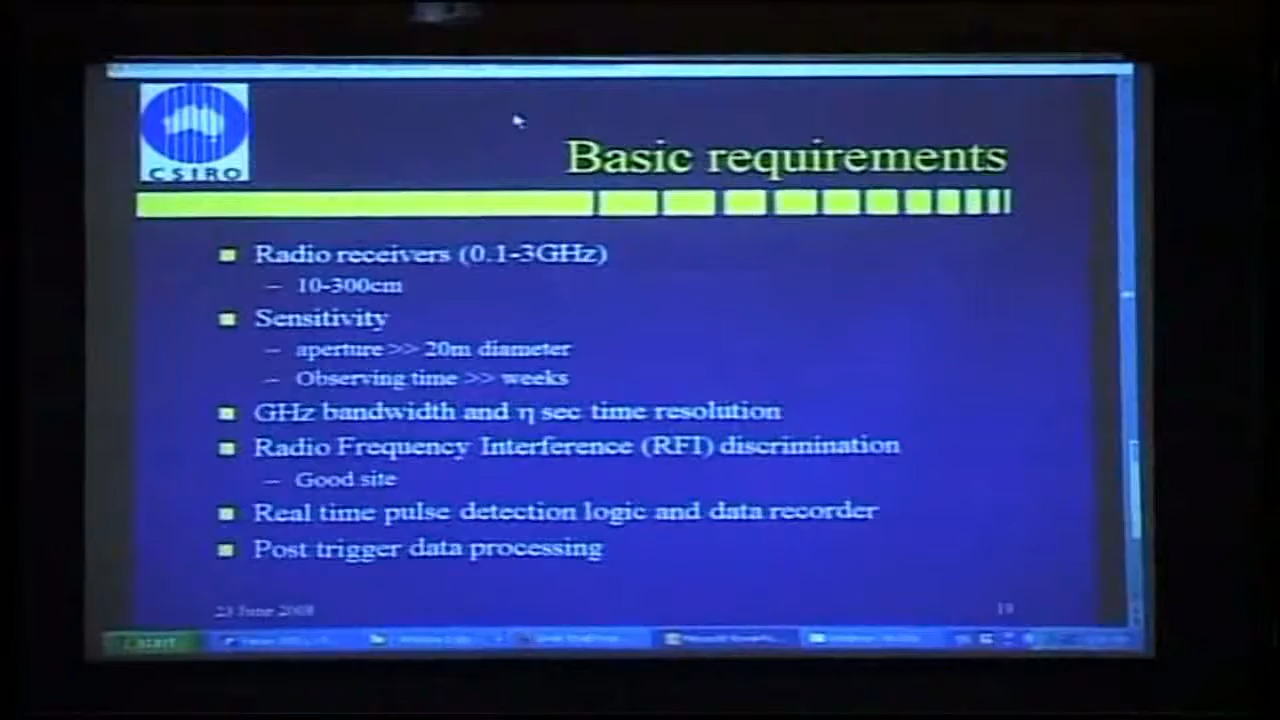 CSIRO
Basic requirements
Radio receivers (0.1-3GHz)
– 10-300cm
Sensitivity
– aperture >> 20m diameter
– Observing time >> weeks
GHz bandwidth and η sec time resolution
Radio Frequency Interference (RFI) discrimination
– Good site
Real time pulse detection logic and data recorder
Post trigger data processing
23 June 2008
19
start